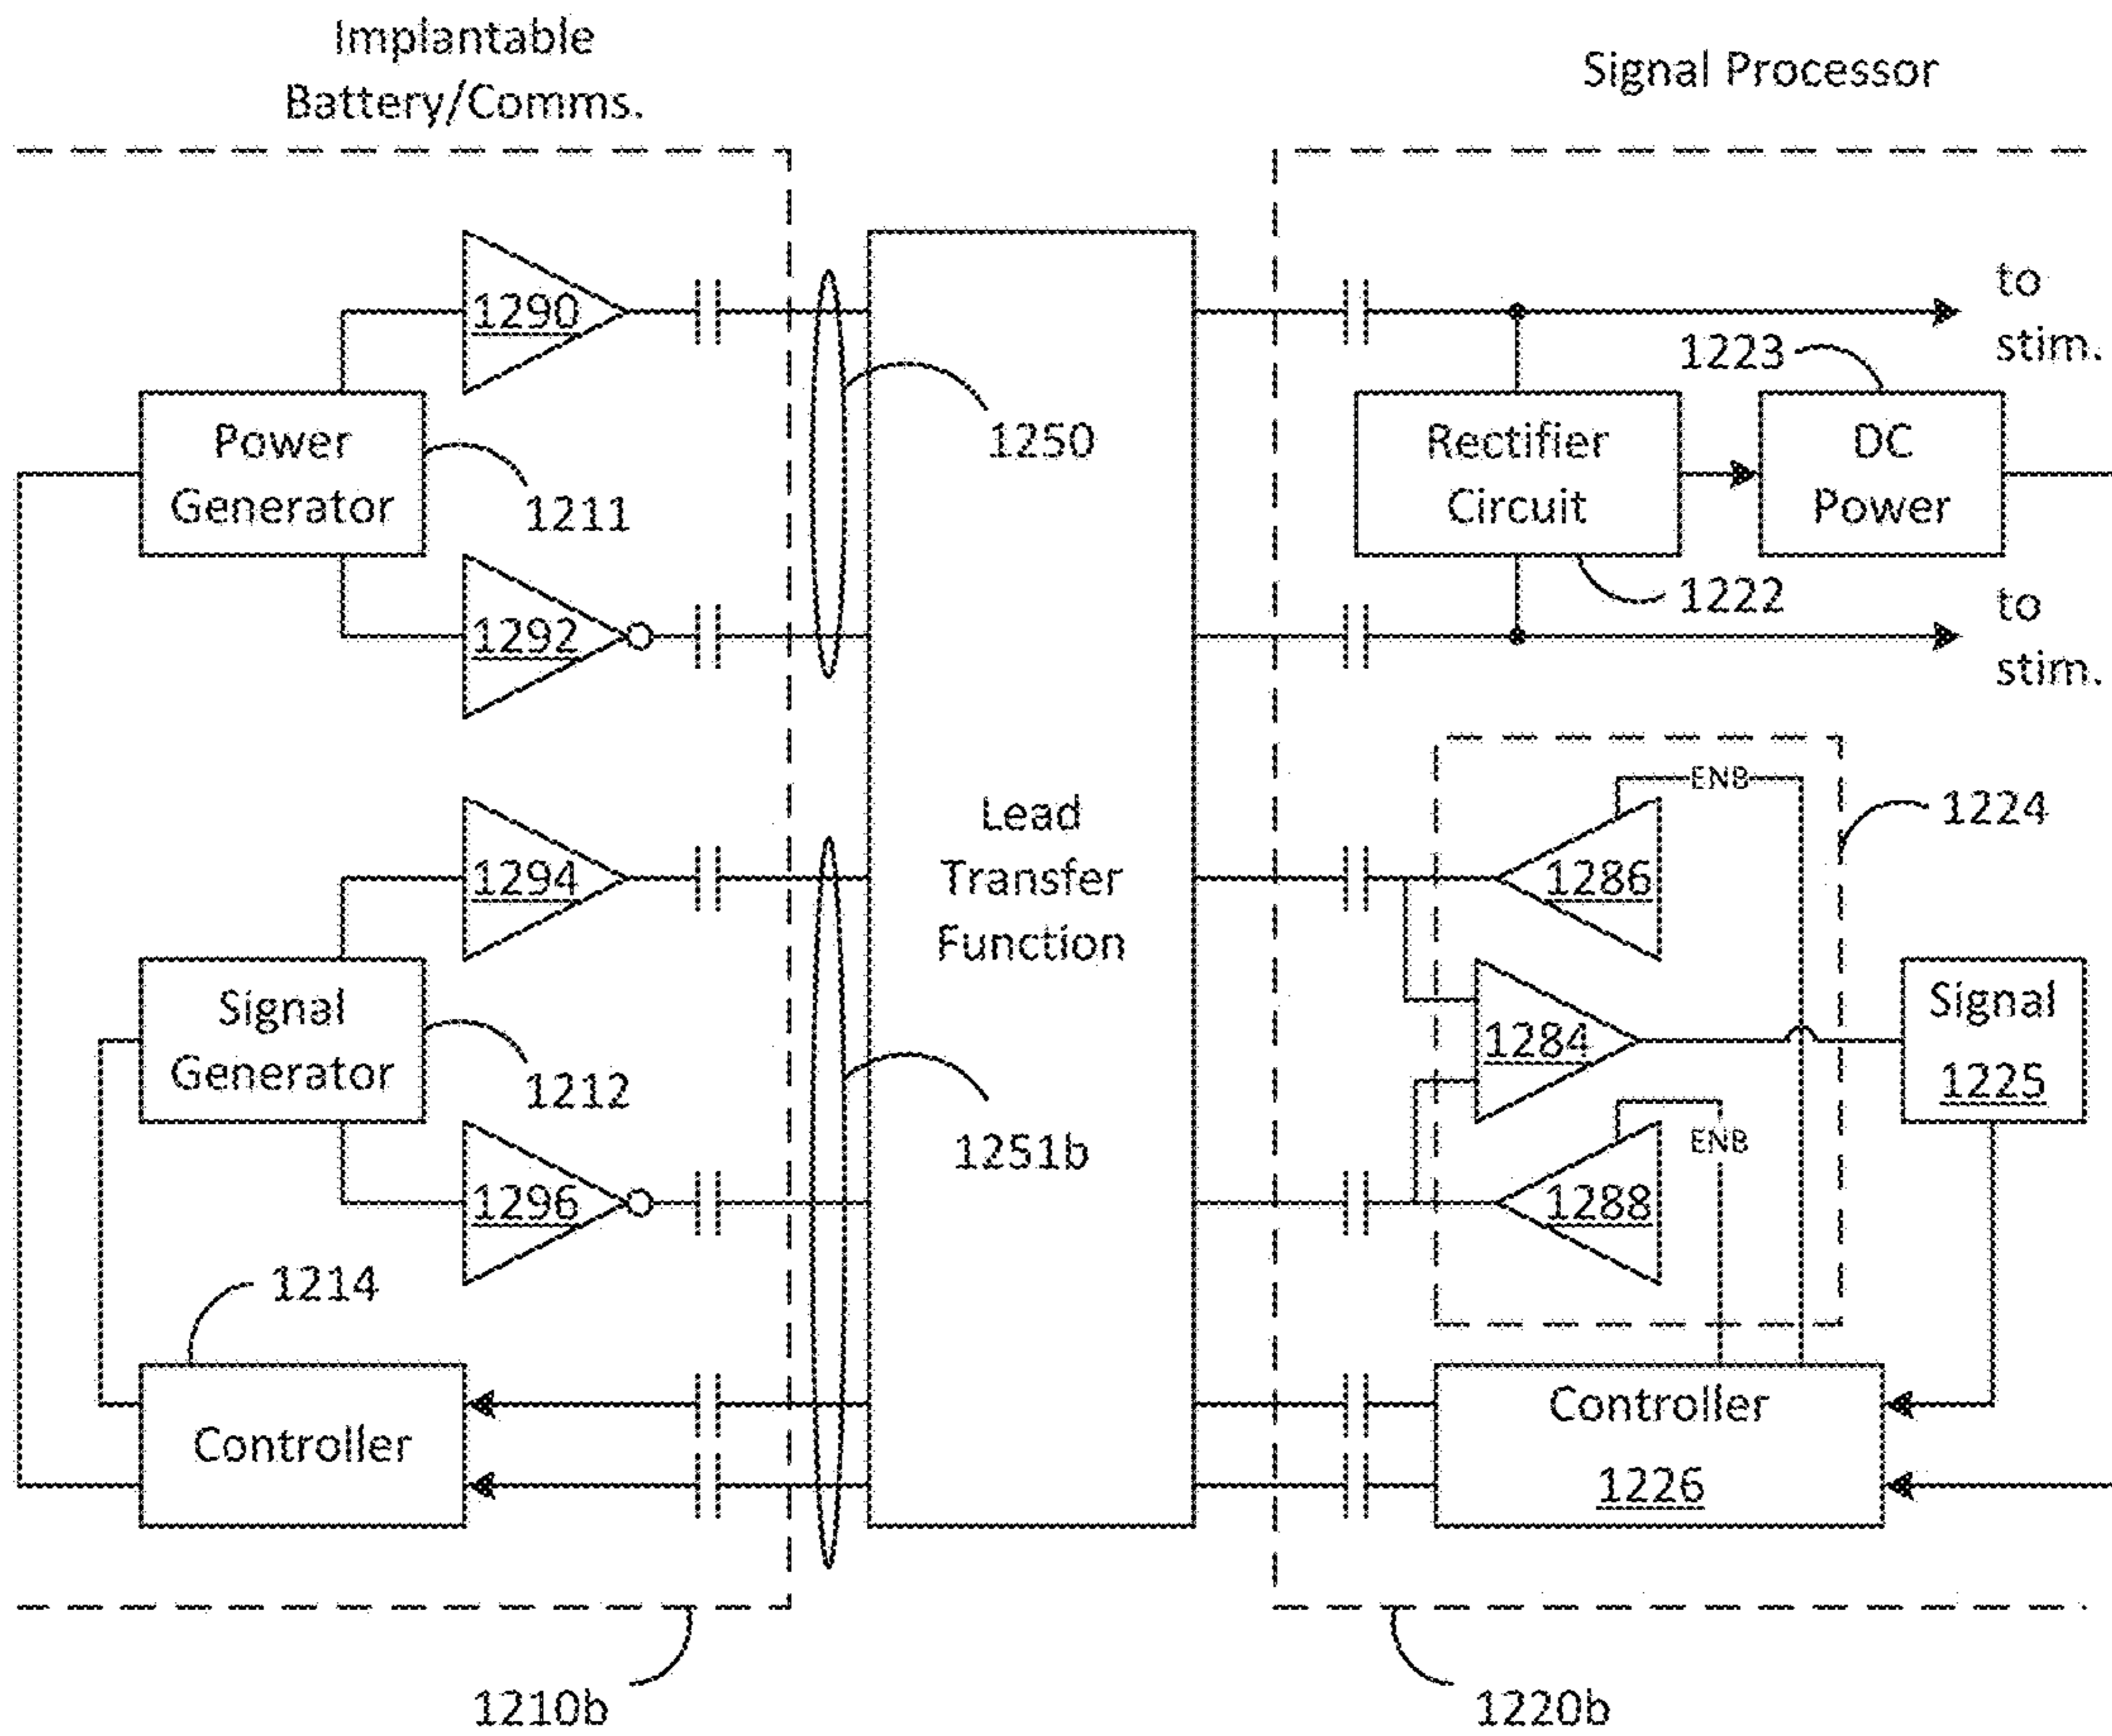 Implantable
Battery/Comms.
Signal Processor
1290
to
stim.
1223
Power
Generator
1211
1250
Rectifier
Circuit
DC
Power
1222
1292
to
stim.
ENB
1224
1294
Lead
Transfer
Function
1286
Signal
Generator
1212
1284
Signal
1225
1251b
ENB
1296
1288
1214
Controller
Controller
1226
1210b
1220b